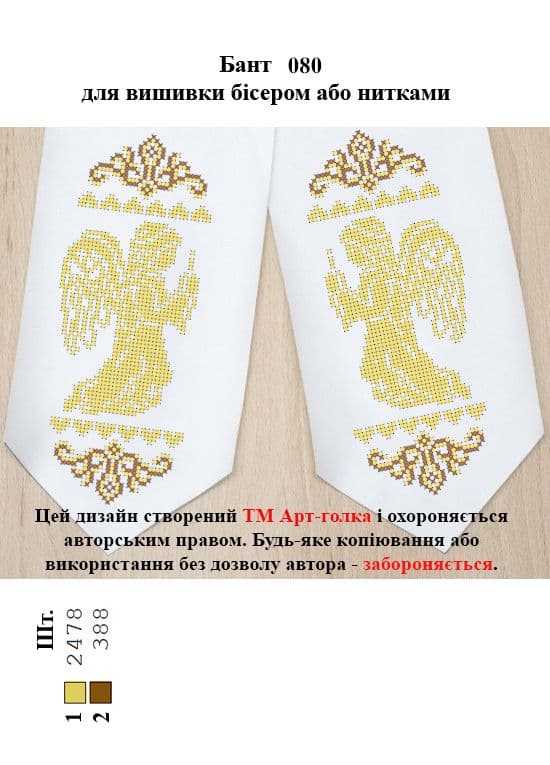 Бант 080
для вишивки бісером або нитками
Цей дизайн створений ТМ Арт-голка і охороняється
авторським правом. Будь-яке копіювання або
використання без дозволу автора - забороняється.
Шт.
1 2478
2 388